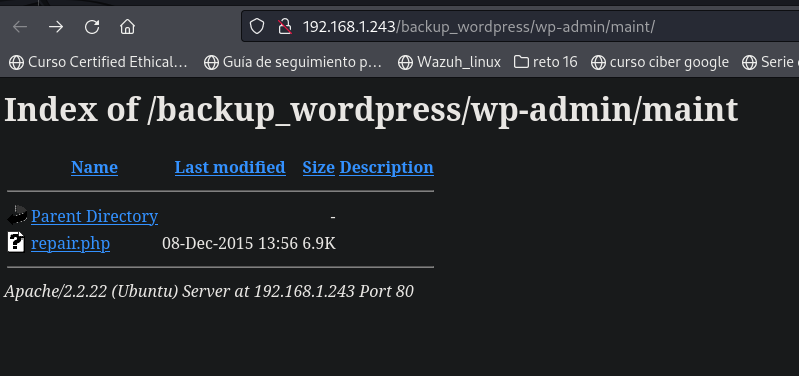 192.168.1.243/backup_wordpress/wp-admin/maint/
Curso Certified Ethical... Guía de seguimiento p... Wazuh_linux reto 16 curso ciber google Serie
Index of /backup_wordpress/wp-admin/maint
Name Last modified Size Description
Parent Directory -
repair.php 08-Dec-2015 13:56 6.9K
Apache/2.2.22 (Ubuntu) Server at 192.168.1.243 Port 80